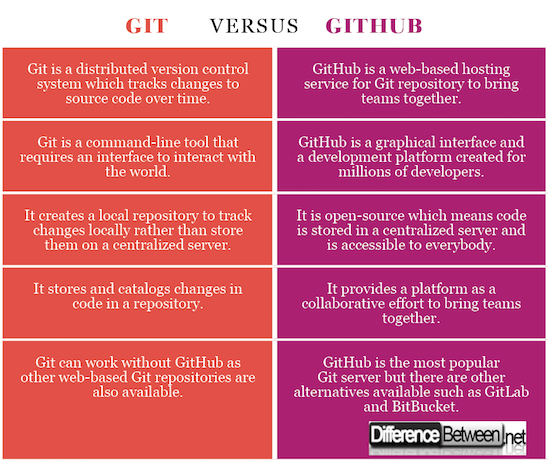 GIT VERSUS GITHUB
Git is a distributed version control
system which tracks changes to
source code over time.
GitHub is a web-based hosting
service for Git repository to bring
teams together.
Git is a command-line tool that
requires an interface to interact with
the world.
GitHub is a graphical interface and
a development platform created for
millions of developers.
It creates a local repository to track
changes locally rather than store
them on a centralized server.
It is open-source which means code
is stored in a centralized server and
is accessible to everybody.
It stores and catalogs changes in
code in a repository.
It provides a platform as a
collaborative effort to bring teams
together.
Git can work without GitHub as
other web-based Git repositories are
also available.
GitHub is the most popular
Git server but there are other
alternatives available such as GitLab
and BitBucket.
Difference Between.net